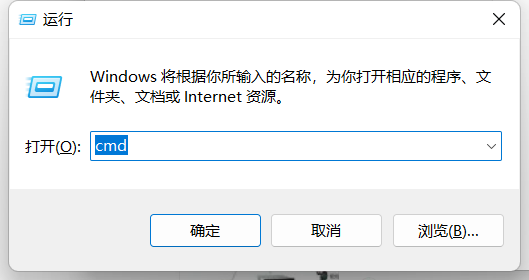 运行
Windows 将根据你所输入的名称，为你打开相应的程序、文
件夹、文档或 Internet 资源。
打开(O):
cmd
确定
取消
浏览(B)...